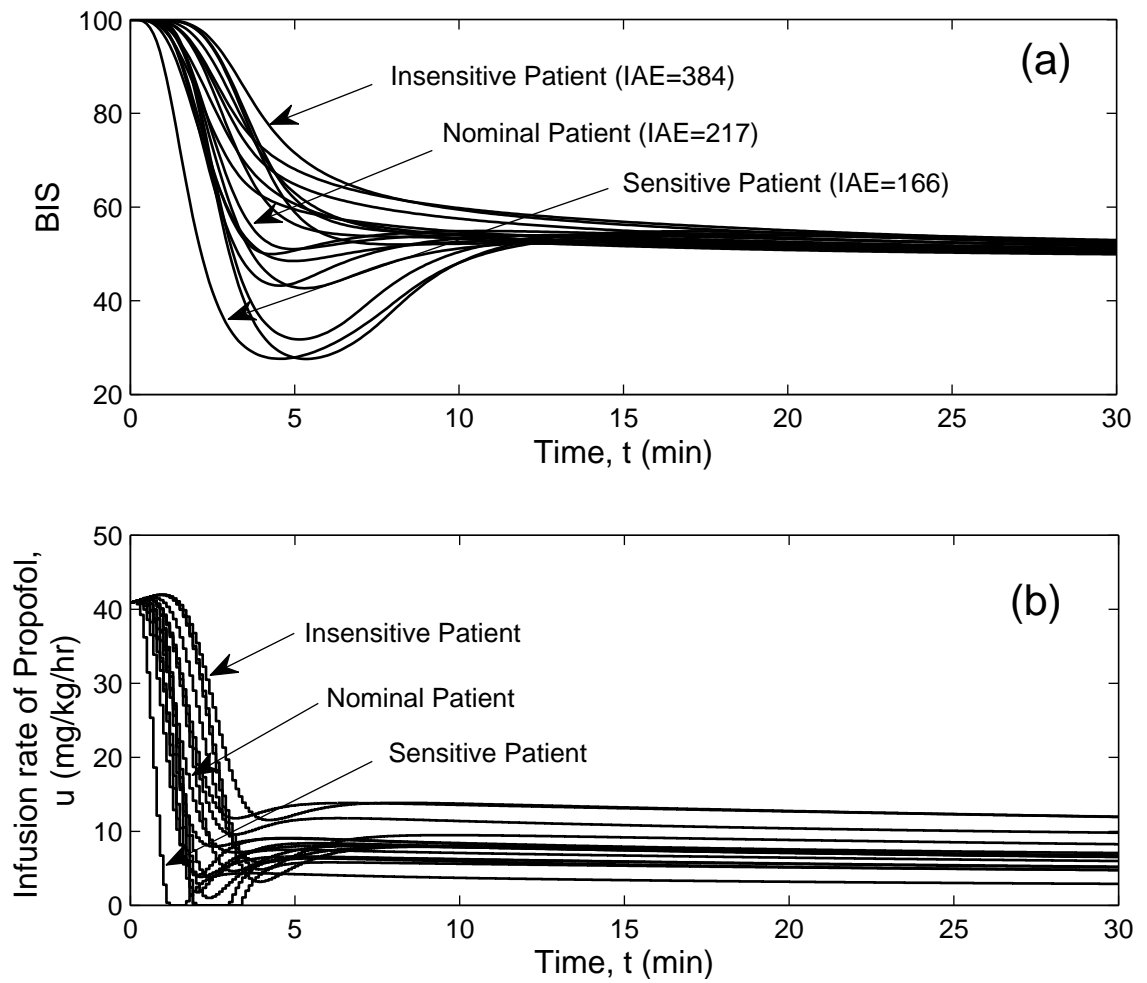 (a)
Insensitive Patient (IAE=384)
Nominal Patient (IAE=217)
Sensitive Patient (IAE=166)
BIS
100
80
60
40
20
0 5 10 15 20 25 30
Time, t (min)
(b)
Insensitive Patient
Nominal Patient
Sensitive Patient
Infusion rate of Propofol,
u (mg/kg/hr)
50
40
30
20
10
0
0 5 10 15 20 25 30
Time, t (min)